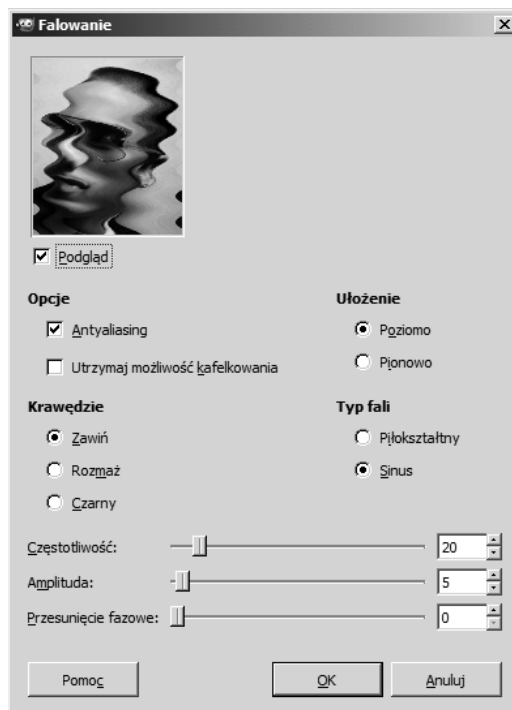 Falowanie
Podgląd
Opcje
Antyaliasing
Utrzymaj możliwość kafelkowania
Ułożenie
Poziomo
Pionowo
Krawędzie
Zawiń
Rozmaż
Czarny
Typ fali
Piłokształtny
Sinus
Częstotliwość: 20
Amplituda: 5
Przesunięcie fazowe: 0
Pomoc OK Anuluj